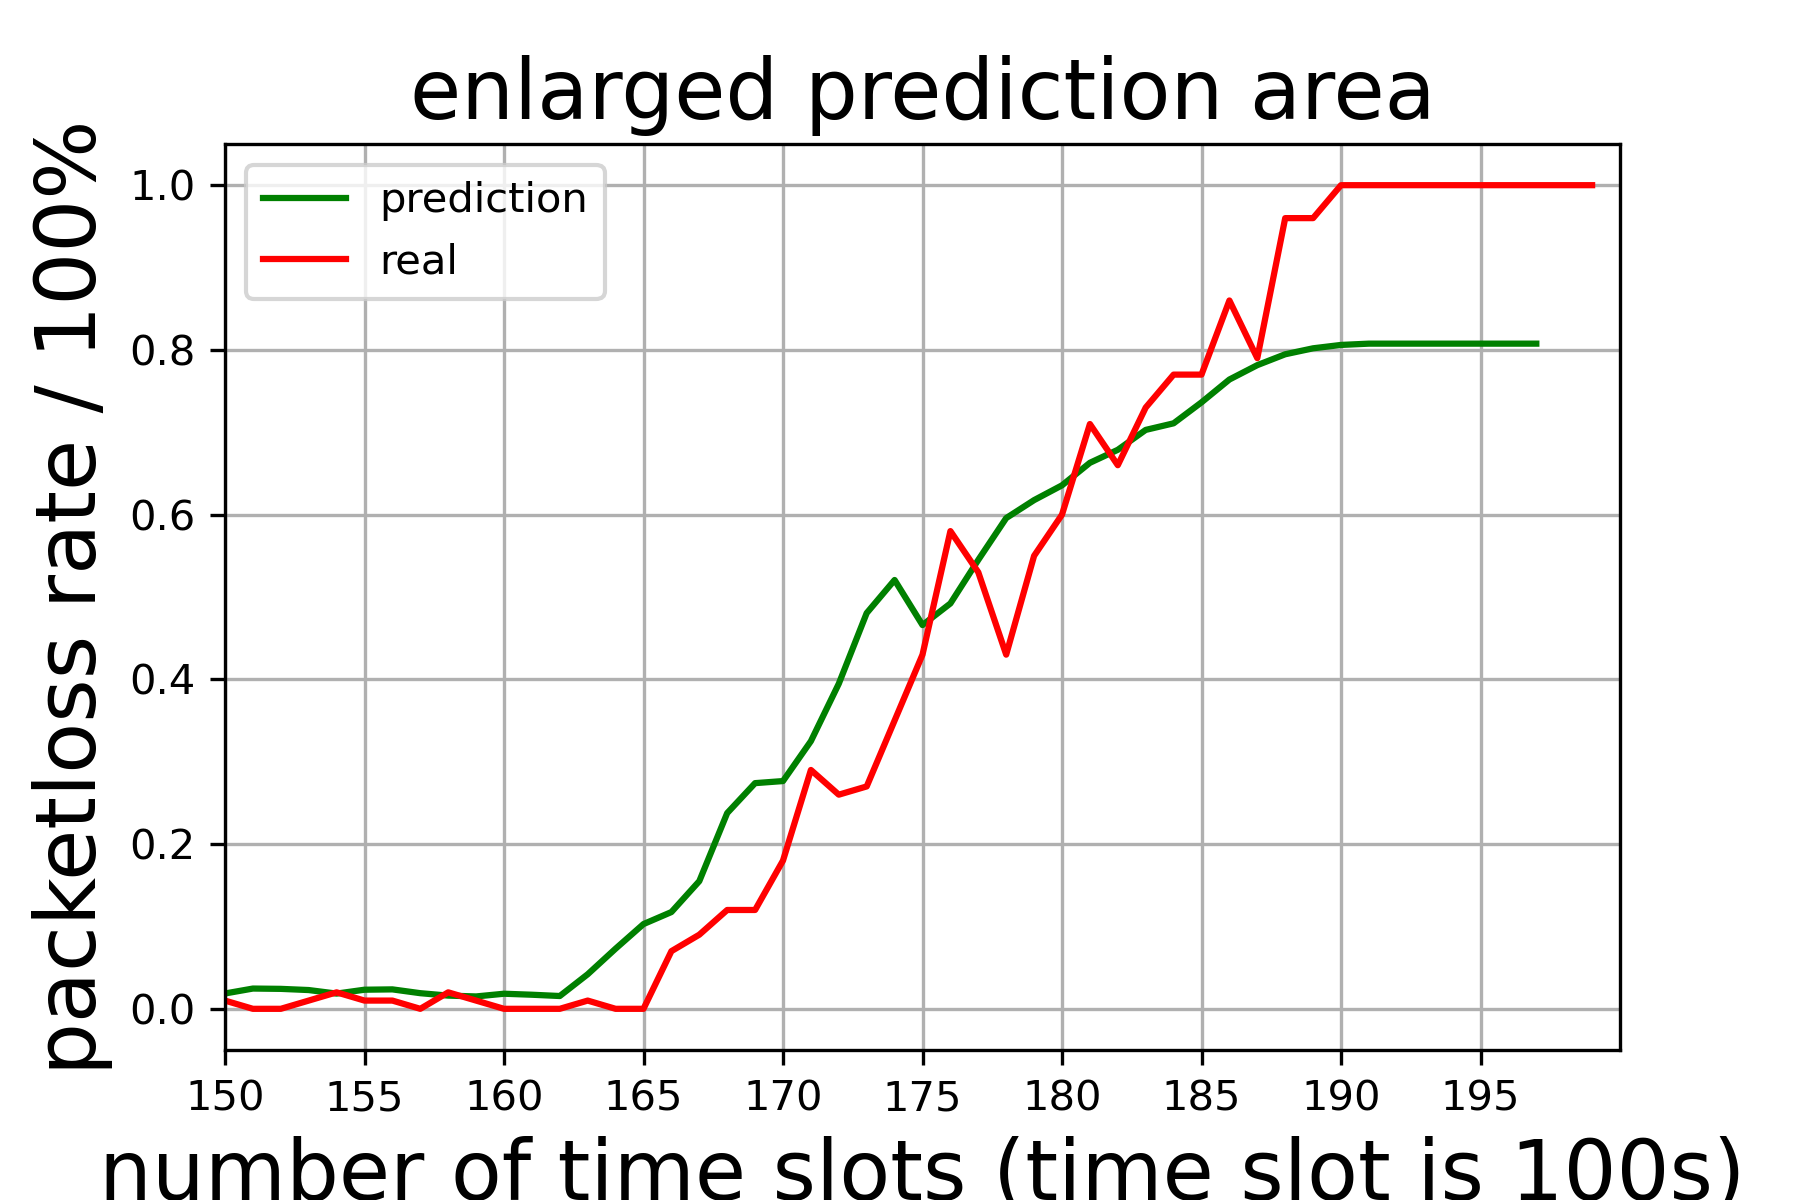 enlarged prediction area
packetloss rate / 100%
1.0
0.8
0.6
0.4
0.2
0.0
prediction
real
150 155 160 165 170 175 180 185 190 195
number of time slots (time slot is 100s)